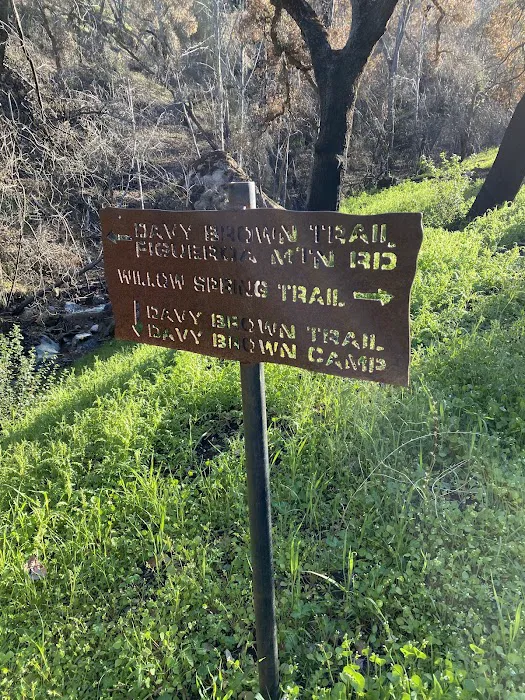 DAVY BROWN TRAIL
FIGUEROA MTN RD
WILLOW SPRING TRAIL
DAVY BROWN TRAIL
DAVY BROWN CAMP